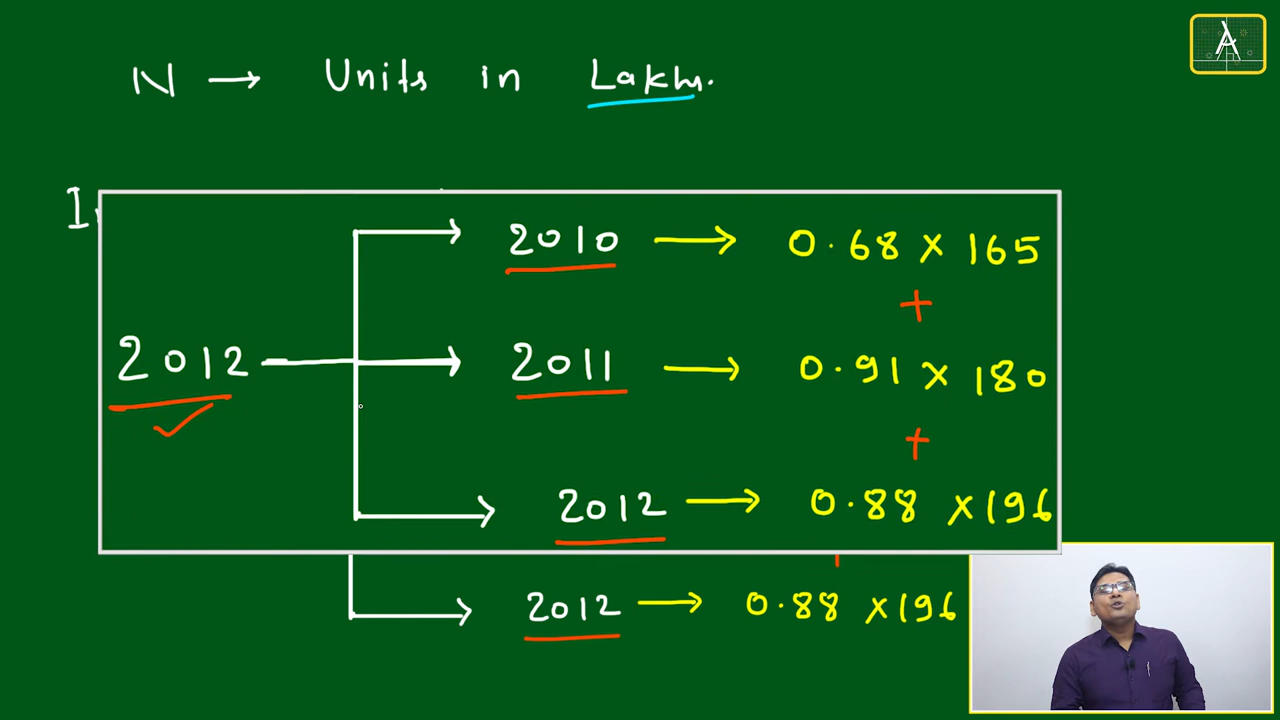 N → Units in Lakh.
I
2010 → 0.68 × 165
+
2012 → 2011 → 0.91 × 180
+
2012 → 0.88 × 196
2012 → 0.88 × 196